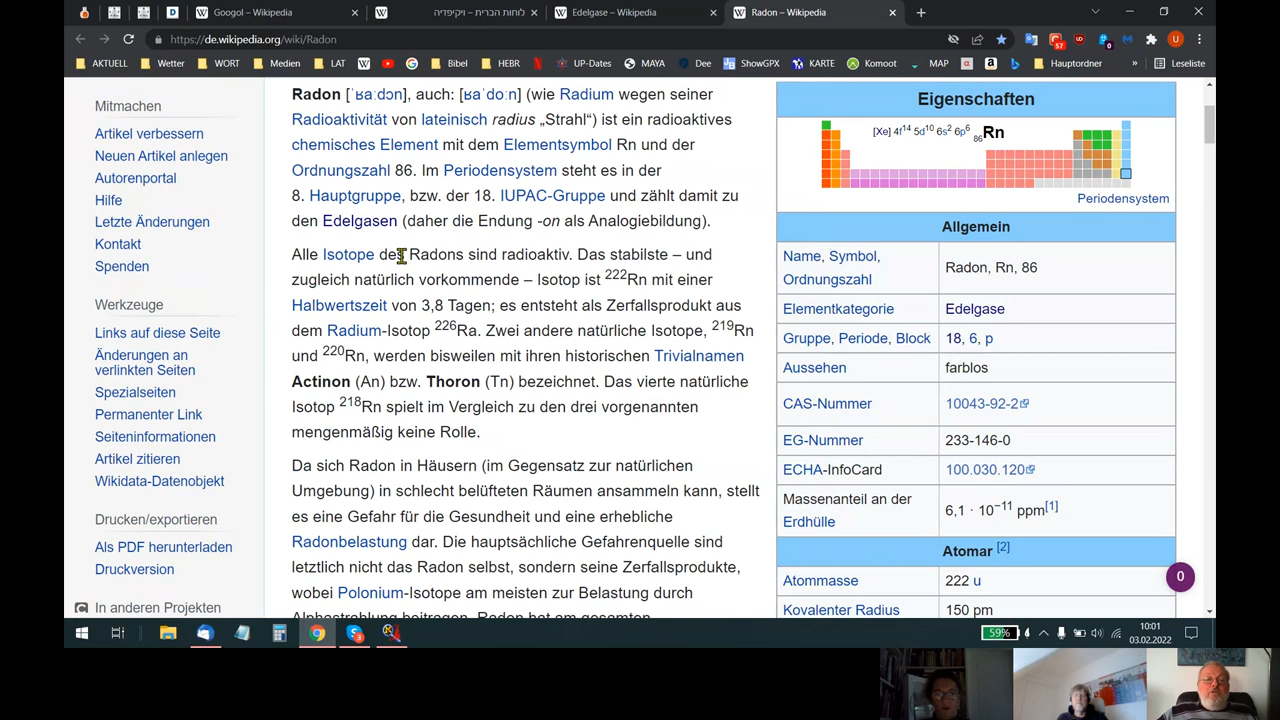 Googol – Wikipedia
לוחות הברית – ויקיפדיה
Edelgase – Wikipedia
Radon – Wikipedia
https://de.wikipedia.org/wiki/Radon
AKTUELL Wetter WORT Medien LAT Bibel HEBR UP-Dates MAYA Dee ShowGPX KARTE Komoot MAP Hauptordner » Leseliste
Mitmachen
Artikel verbessern
Neuen Artikel anlegen
Autorenportal
Hilfe
Letzte Änderungen
Kontakt
Spenden
Werkzeuge
Links auf diese Seite
Änderungen an
verlinkten Seiten
Spezialseiten
Permanenter Link
Seiteninformationen
Artikel zitieren
Wikidata-Datenobjekt
Drucken/exportieren
Als PDF herunterladen
Druckversion
In anderen Projekten
Radon [ˈʁaːdɔn], auch: [ʁaˈdoːn] (wie Radium wegen seiner
Radioaktivität von lateinisch radius „Strahl“) ist ein radioaktives
chemisches Element mit dem Elementsymbol Rn und der
Ordnungszahl 86. Im Periodensystem steht es in der
8. Hauptgruppe, bzw. der 18. IUPAC-Gruppe und zählt damit zu
den Edelgasen (daher die Endung -on als Analogiebildung).
Alle Isotope des Radons sind radioaktiv. Das stabilste – und
zugleich natürlich vorkommende – Isotop ist ²²²Rn mit einer
Halbwertszeit von 3,8 Tagen; es entsteht als Zerfallsprodukt aus
dem Radium-Isotop ²²⁶Ra. Zwei andere natürliche Isotope, ²¹⁹Rn
und ²²⁰Rn, werden bisweilen mit ihren historischen Trivialnamen
Actinon (An) bzw. Thoron (Tn) bezeichnet. Das vierte natürliche
Isotop ²¹⁸Rn spielt im Vergleich zu den drei vorgenannten
mengenmäßig keine Rolle.
Da sich Radon in Häusern (im Gegensatz zur natürlichen
Umgebung) in schlecht belüfteten Räumen ansammeln kann, stellt
es eine Gefahr für die Gesundheit und eine erhebliche
Radonbelastung dar. Die hauptsächliche Gefahrenquelle sind
letztlich nicht das Radon selbst, sondern seine Zerfallsprodukte,
wobei Polonium-Isotope am meisten zur Belastung durch
Alphastrahlung beitragen. Radon hat am gesamten
Eigenschaften
[Xe] 4f¹⁴ 5d¹⁰ 6s² 6p⁶ ₈₆Rn
Periodensystem
Allgemein
Name, Symbol,
Ordnungszahl
Radon, Rn, 86
Elementkategorie Edelgase
Gruppe, Periode, Block 18, 6, p
Aussehen farblos
CAS-Nummer 10043-92-2
EG-Nummer 233-146-0
ECHA-InfoCard 100.030.120
Massenanteil an der
Erdhülle
6,1 · 10⁻¹¹ ppm[1]
Atomar [2]
Atommasse 222 u
Kovalenter Radius 150 pm
0
59%
10:01
03.02.2022